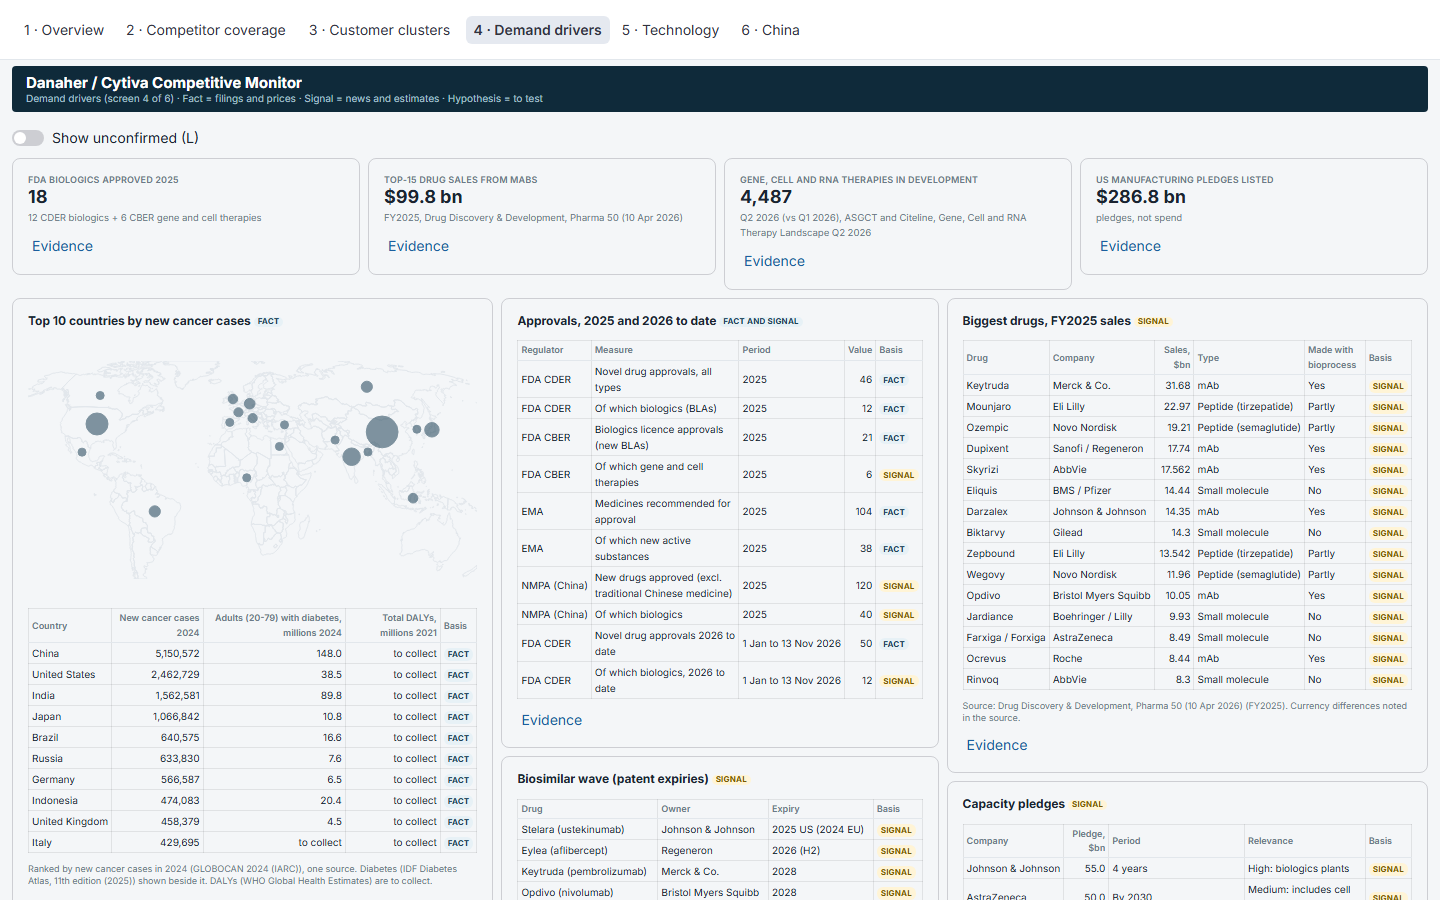 1 · Overview 2 · Competitor coverage 3 · Customer clusters 4 · Demand drivers 5 · Technology 6 · China
Danaher / Cytiva Competitive Monitor
Demand drivers (screen 4 of 6) · Fact = filings and prices · Signal = news and estimates · Hypothesis = to test
Show unconfirmed (L)
FDA BIOLOGICS APPROVED 2025
18
12 CDER biologics + 6 CBER gene and cell therapies
Evidence
TOP-15 DRUG SALES FROM MABS
$99.8 bn
FY2025, Drug Discovery & Development, Pharma 50 (10 Apr 2026)
Evidence
GENE, CELL AND RNA THERAPIES IN DEVELOPMENT
4,487
Q2 2026 (vs Q1 2026), ASGCT and Citeline, Gene, Cell and RNA
Therapy Landscape Q2 2026
Evidence
US MANUFACTURING PLEDGES LISTED
$286.8 bn
pledges, not spend
Evidence
Top 10 countries by new cancer cases FACT
Country New cancer cases 2024 Adults (20-79) with diabetes, millions 2024 Total DALYs, millions 2021 Basis
China 5,150,572 148.0 to collect FACT
United States 2,462,729 38.5 to collect FACT
India 1,562,581 89.8 to collect FACT
Japan 1,066,842 10.8 to collect FACT
Brazil 640,575 16.6 to collect FACT
Russia 633,830 7.6 to collect FACT
Germany 566,587 6.5 to collect FACT
Indonesia 474,083 20.4 to collect FACT
United Kingdom 458,379 4.5 to collect FACT
Italy 429,695 to collect to collect FACT
Ranked by new cancer cases in 2024 (GLOBOCAN 2024 (IARC)), one source. Diabetes (IDF Diabetes
Atlas, 11th edition (2025)) shown beside it. DALYs (WHO Global Health Estimates) are to collect.
Approvals, 2025 and 2026 to date FACT AND SIGNAL
Regulator Measure Period Value Basis
FDA CDER Novel drug approvals, all types 2025 46 FACT
FDA CDER Of which biologics (BLAs) 2025 12 FACT
FDA CBER Biologics licence approvals (new BLAs) 2025 21 FACT
FDA CBER Of which gene and cell therapies 2025 6 SIGNAL
EMA Medicines recommended for approval 2025 104 FACT
EMA Of which new active substances 2025 38 FACT
NMPA (China) New drugs approved (excl. traditional Chinese medicine) 2025 120 SIGNAL
NMPA (China) Of which biologics 2025 40 SIGNAL
FDA CDER Novel drug approvals 2026 to date 1 Jan to 13 Nov 2026 50 FACT
FDA CDER Of which biologics, 2026 to date 1 Jan to 13 Nov 2026 12 SIGNAL
Evidence
Biosimilar wave (patent expiries) SIGNAL
Drug Owner Expiry Basis
Stelara (ustekinumab) Johnson & Johnson 2025 US (2024 EU) SIGNAL
Eylea (aflibercept) Regeneron 2026 (H2) SIGNAL
Keytruda (pembrolizumab) Merck & Co. 2028 SIGNAL
Opdivo (nivolumab) Bristol Myers Squibb 2028 SIGNAL
Biggest drugs, FY2025 sales SIGNAL
Drug Company Sales, $bn Type Made with bioprocess Basis
Keytruda Merck & Co. 31.68 mAb Yes SIGNAL
Mounjaro Eli Lilly 22.97 Peptide (tirzepatide) Partly SIGNAL
Ozempic Novo Nordisk 19.21 Peptide (semaglutide) Partly SIGNAL
Dupixent Sanofi / Regeneron 17.74 mAb Yes SIGNAL
Skyrizi AbbVie 17.562 mAb Yes SIGNAL
Eliquis BMS / Pfizer 14.44 Small molecule No SIGNAL
Darzalex Johnson & Johnson 14.35 mAb Yes SIGNAL
Biktarvy Gilead 14.3 Small molecule No SIGNAL
Zepbound Eli Lilly 13.542 Peptide (tirzepatide) Partly SIGNAL
Wegovy Novo Nordisk 11.96 Peptide (semaglutide) Partly SIGNAL
Opdivo Bristol Myers Squibb 10.05 mAb Yes SIGNAL
Jardiance Boehringer / Lilly 9.93 Small molecule No SIGNAL
Farxiga / Forxiga AstraZeneca 8.49 Small molecule No SIGNAL
Ocrevus Roche 8.44 mAb Yes SIGNAL
Rinvoq AbbVie 8.3 Small molecule No SIGNAL
Source: Drug Discovery & Development, Pharma 50 (10 Apr 2026) (FY2025). Currency differences noted
in the source.
Evidence
Capacity pledges SIGNAL
Company Pledge, $bn Period Relevance Basis
Johnson & Johnson 55.0 4 years High: biologics plants SIGNAL
AstraZeneca 50.0 By 2030 Medium: includes cell SIGNAL